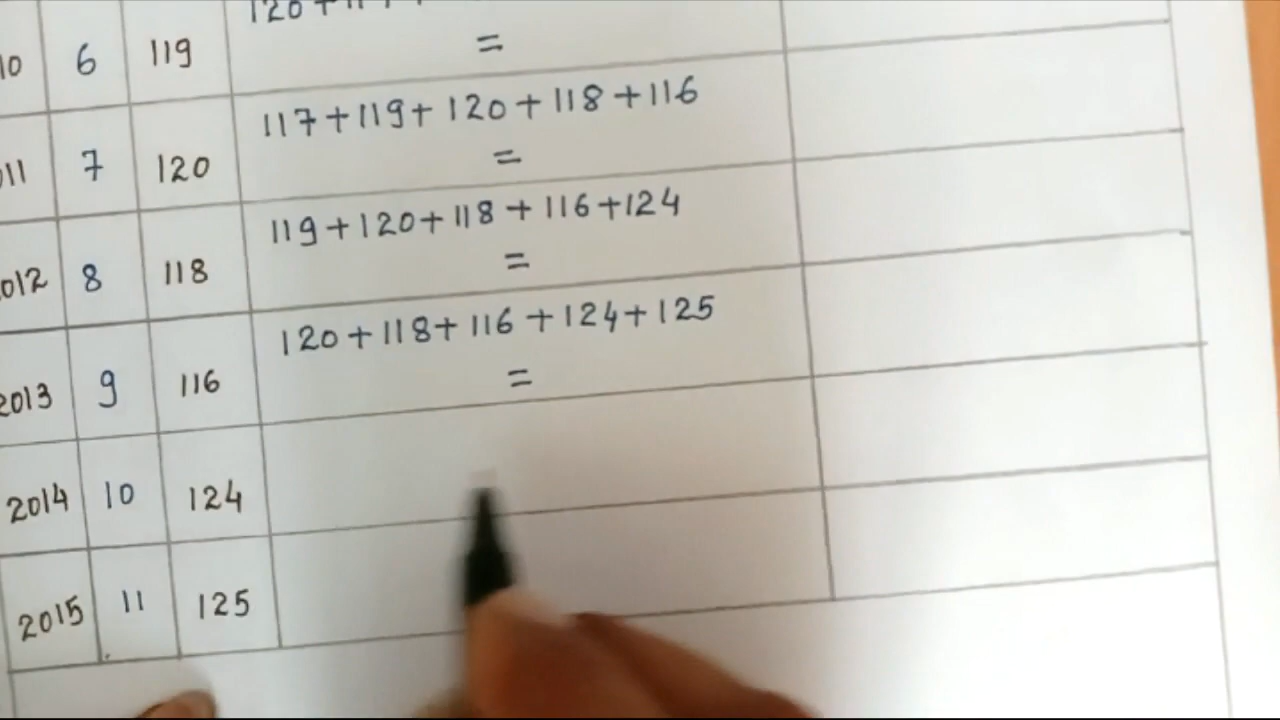 10 6 119
=
011 7 120 117+119+120+118+116
=
012 8 118 119+120+118+116+124
=
2013 9 116 120+118+116+124+125
=
2014 10 124
2015 11 125